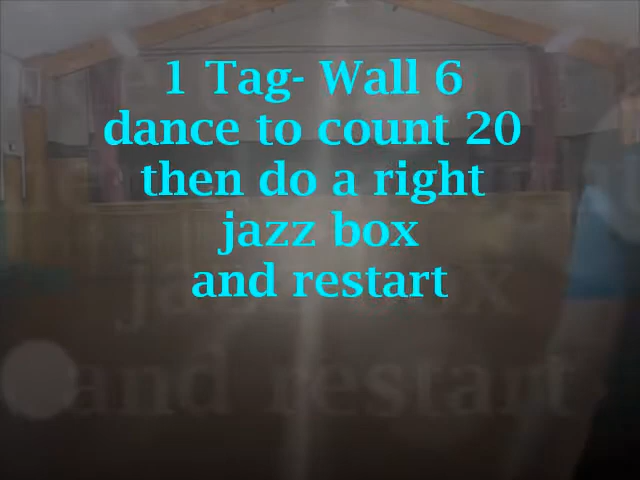 1 Tag- Wall 6
dance to count 20
then do a right
jazz box
and restart